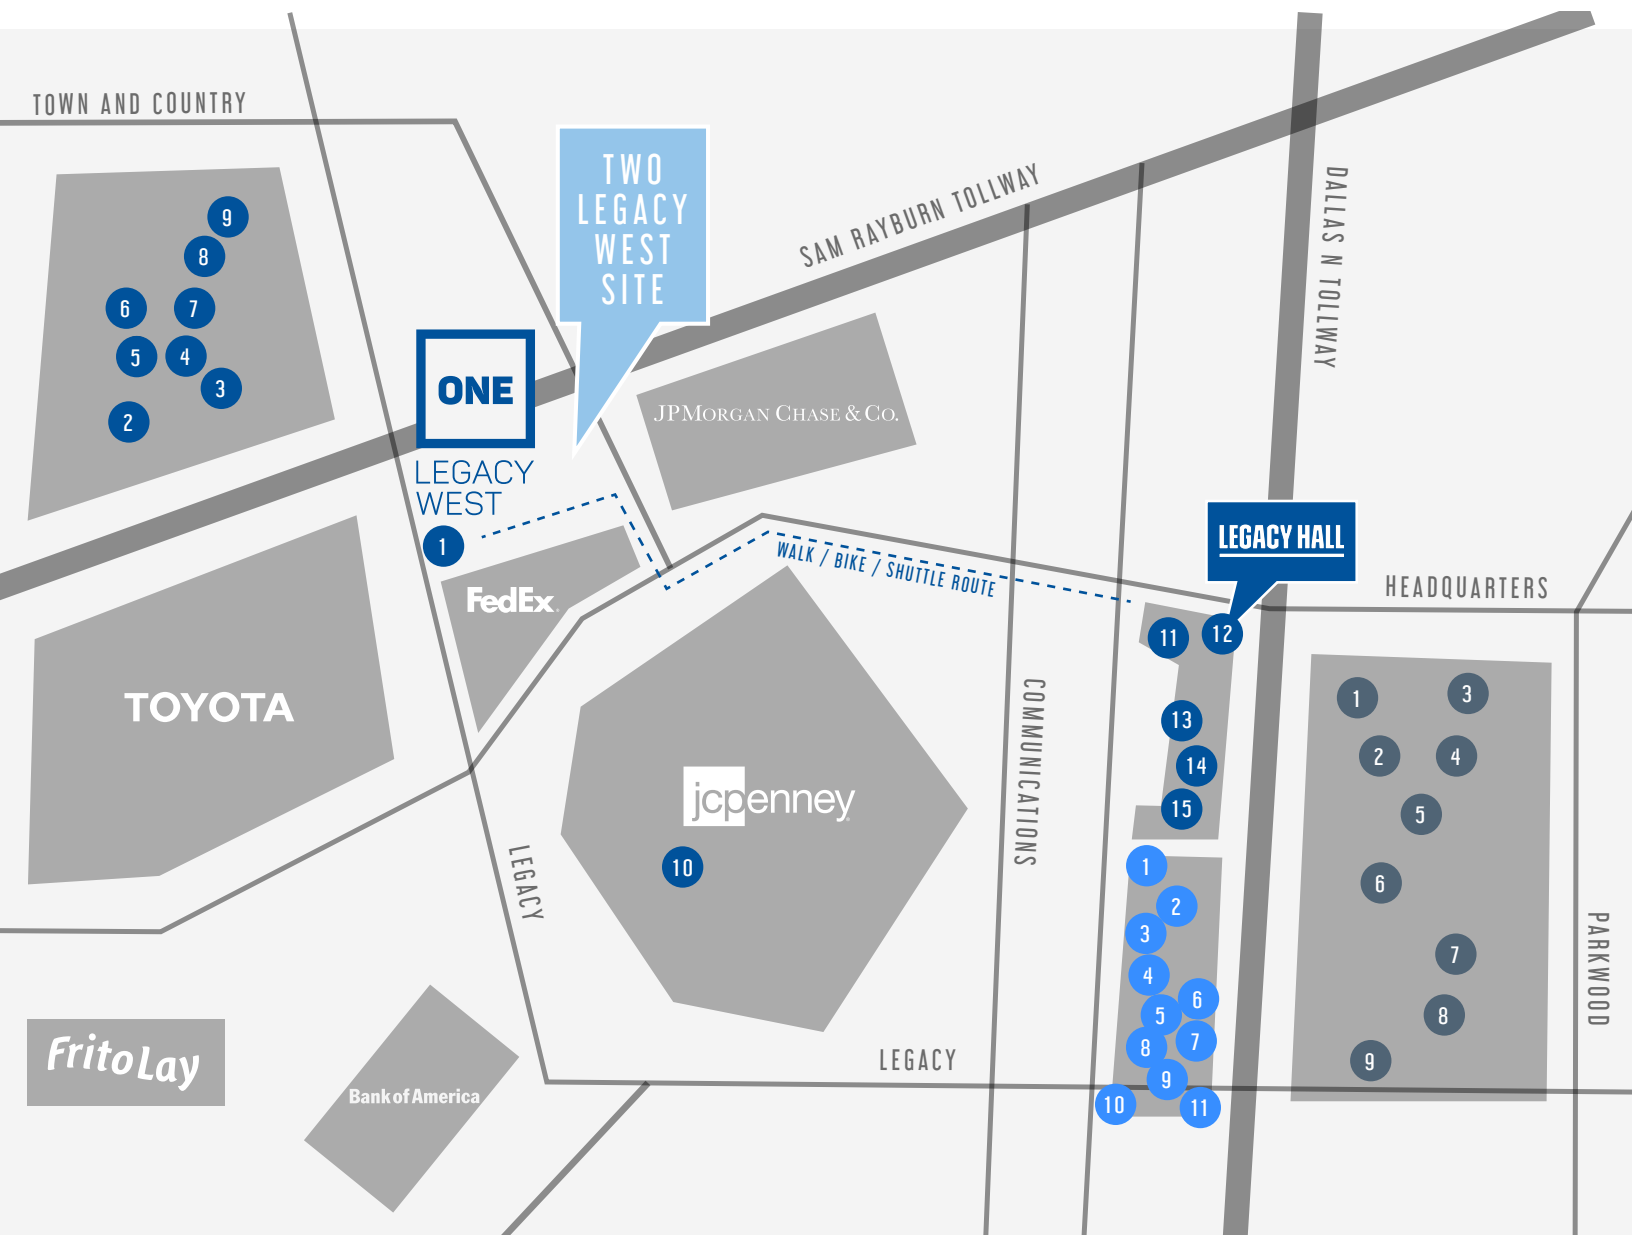 TOWN AND COUNTRY
TWO
LEGACY
WEST
SITE
SAM RAYBURN TOLLWAY
DALLAS N TOLLWAY
9
8
6
7
5
4
3
2
ONE
LEGACY
WEST
1
JPMORGAN CHASE & CO.
FedEx®
WALK / BIKE / SHUTTLE ROUTE
LEGACY HALL
HEADQUARTERS
TOYOTA
jcpenney
10
LEGACY
COMMUNICATIONS
11
12
13
14
15
1
2
3
4
6
5
7
8
9
10
11
1
3
2
4
5
6
7
8
9
PARKWOOD
LEGACY
Frito Lay
Bank of America